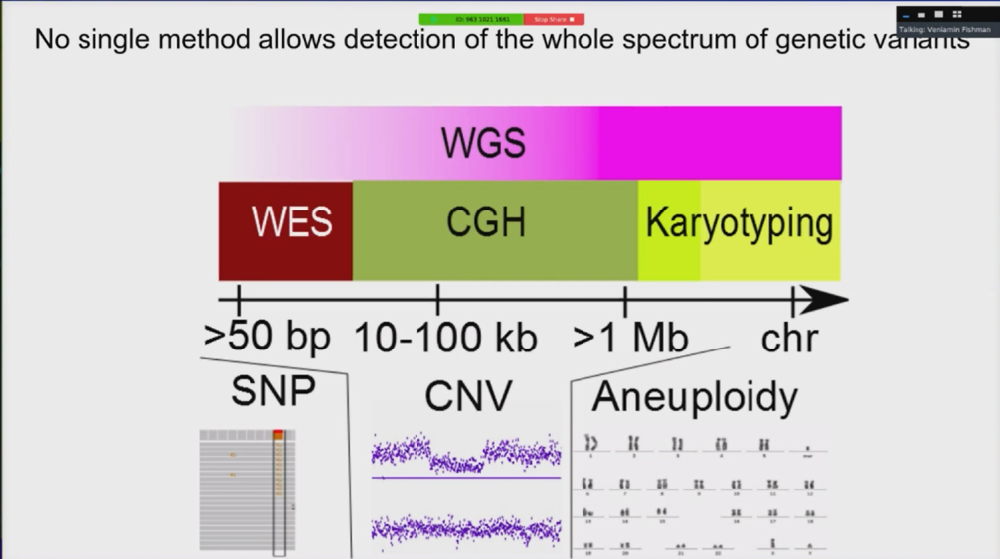 ID: 963 1021 1661 Stop Share
Talking: Veniamin Fishman
No single method allows detection of the whole spectrum of genetic variants
WGS
WES CGH Karyotyping
>50 bp 10-100 kb >1 Mb chr
SNP CNV Aneuploidy